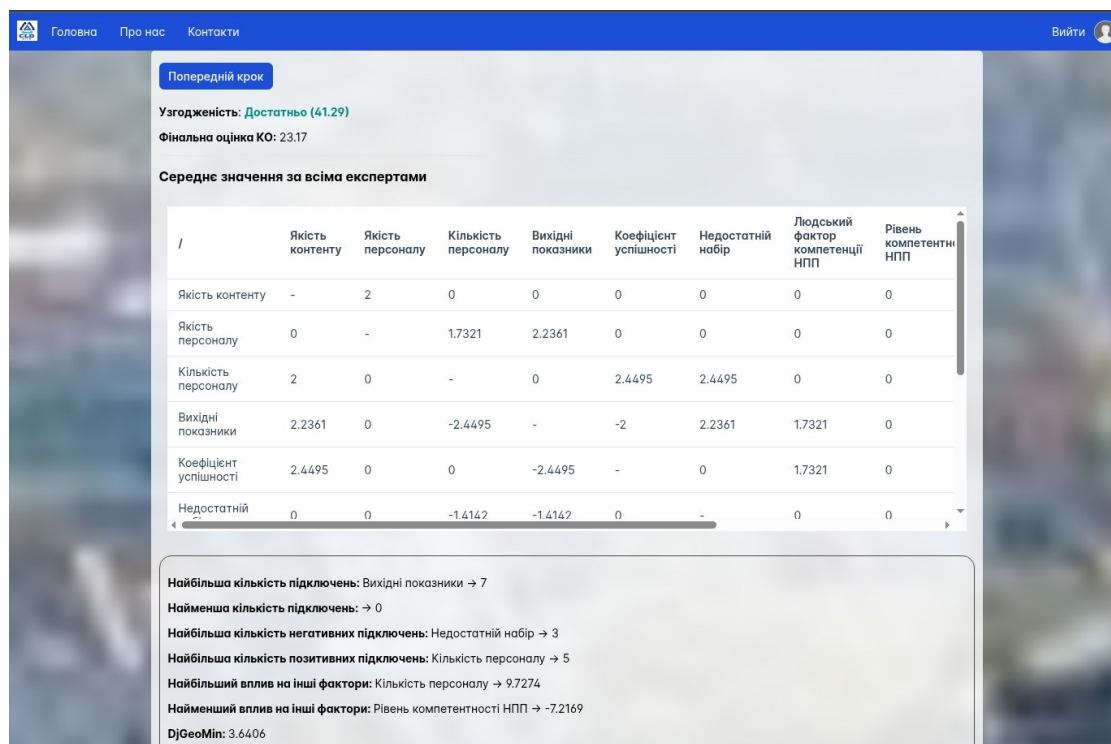 CLD
Головна Про нас Контакти Вийти
Попередній крок
Узгодженість: Достатньо (41.29)
Фінальна оцінка КО: 23.17
Середнє значення за всіма експертами
/ Якість контенту Якість персоналу Кількість персоналу Вихідні показники Коефіцієнт успішності Недостатній набір Людський фактор компетенції НПП Рівень НПП
Якість контенту - 2 0 0 0 0 0 0
Якість персоналу 0 - 1.7321 2.2361 0 0 0 0
Кількість персоналу 2 0 - 0 2.4495 2.4495 0 0
Вихідні показники 2.2361 0 -2.4495 - -2 2.2361 1.7321 0
Коефіцієнт успішності 2.4495 0 0 -2.4495 - 0 1.7321 0
Недостатній 0 0 -1.4142 -1.4142 0 - 0 0
Найбільша кількість підключень: Вихідні показники → 7
Найменша кількість підключень: → 0
Найбільша кількість негативних підключень: Недостатній набір → 3
Найбільша кількість позитивних підключень: Кількість персоналу → 5
Найбільший вплив на інші фактори: Кількість персоналу → 9.7274
Найменший вплив на інші фактори: Рівень компетентності НПП → -7.2169
DjGeoMin: 3.6406